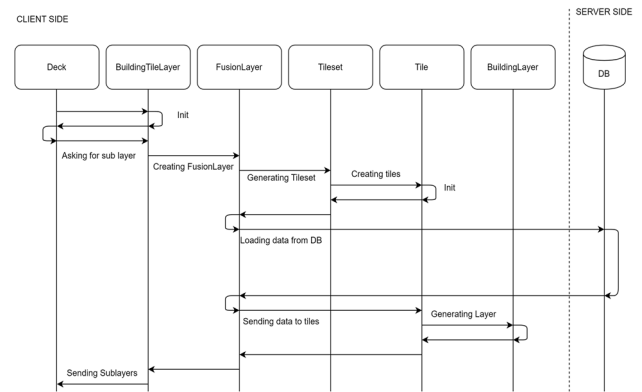 SERVER SIDE
CLIENT SIDE
Deck
BuildingTileLayer
FusionLayer
Tileset
Tile
BuildingLayer
DB
Init
Asking for sub layer
Creating FusionLayer
Generating Tileset
Creating tiles
Init
Loading data from DB
Sending data to tiles
Generating Layer
Sending Sublayers